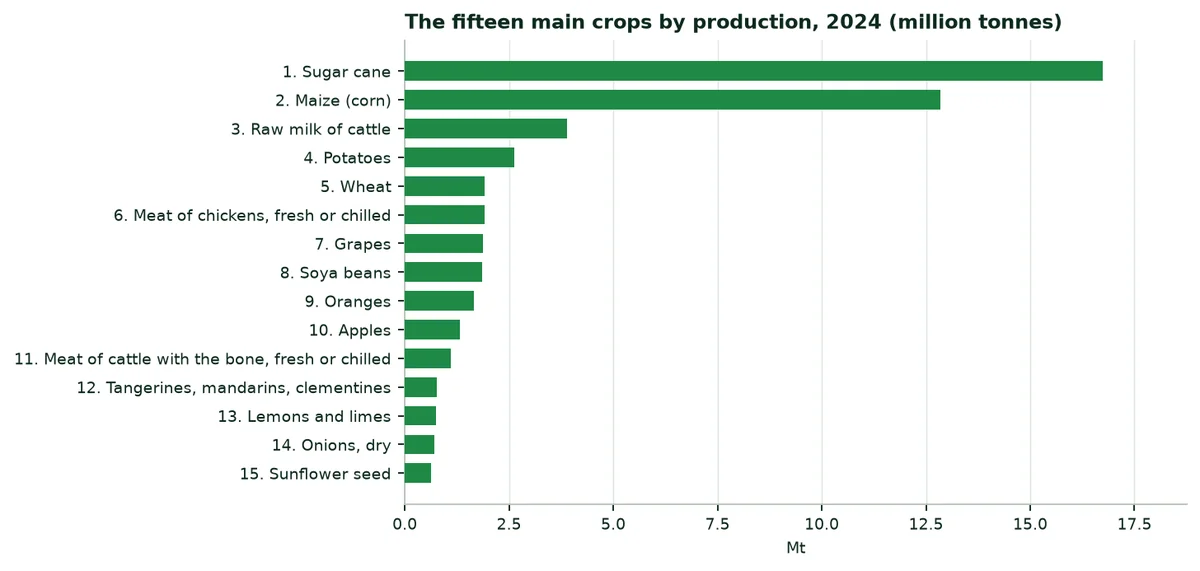 The fifteen main crops by production, 2024 (million tonnes)
1. Sugar cane
2. Maize (corn)
3. Raw milk of cattle
4. Potatoes
5. Wheat
6. Meat of chickens, fresh or chilled
7. Grapes
8. Soya beans
9. Oranges
10. Apples
11. Meat of cattle with the bone, fresh or chilled
12. Tangerines, mandarins, clementines
13. Lemons and limes
14. Onions, dry
15. Sunflower seed
0.0 2.5 5.0 7.5 10.0 12.5 15.0 17.5
Mt